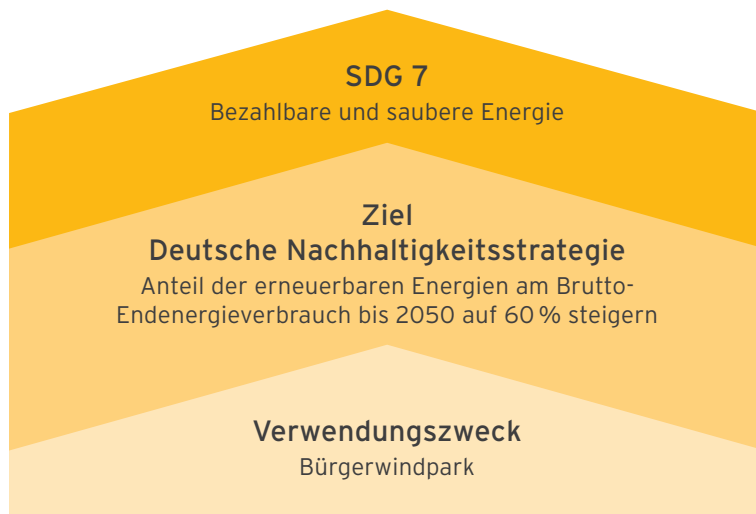 SDG 7
Bezahlbare und saubere Energie
Ziel
Deutsche Nachhaltigkeitsstrategie
Anteil der erneuerbaren Energien am Brutto-
Endenergieverbrauch bis 2050 auf 60 % steigern
Verwendungszweck
Bürgerwindpark